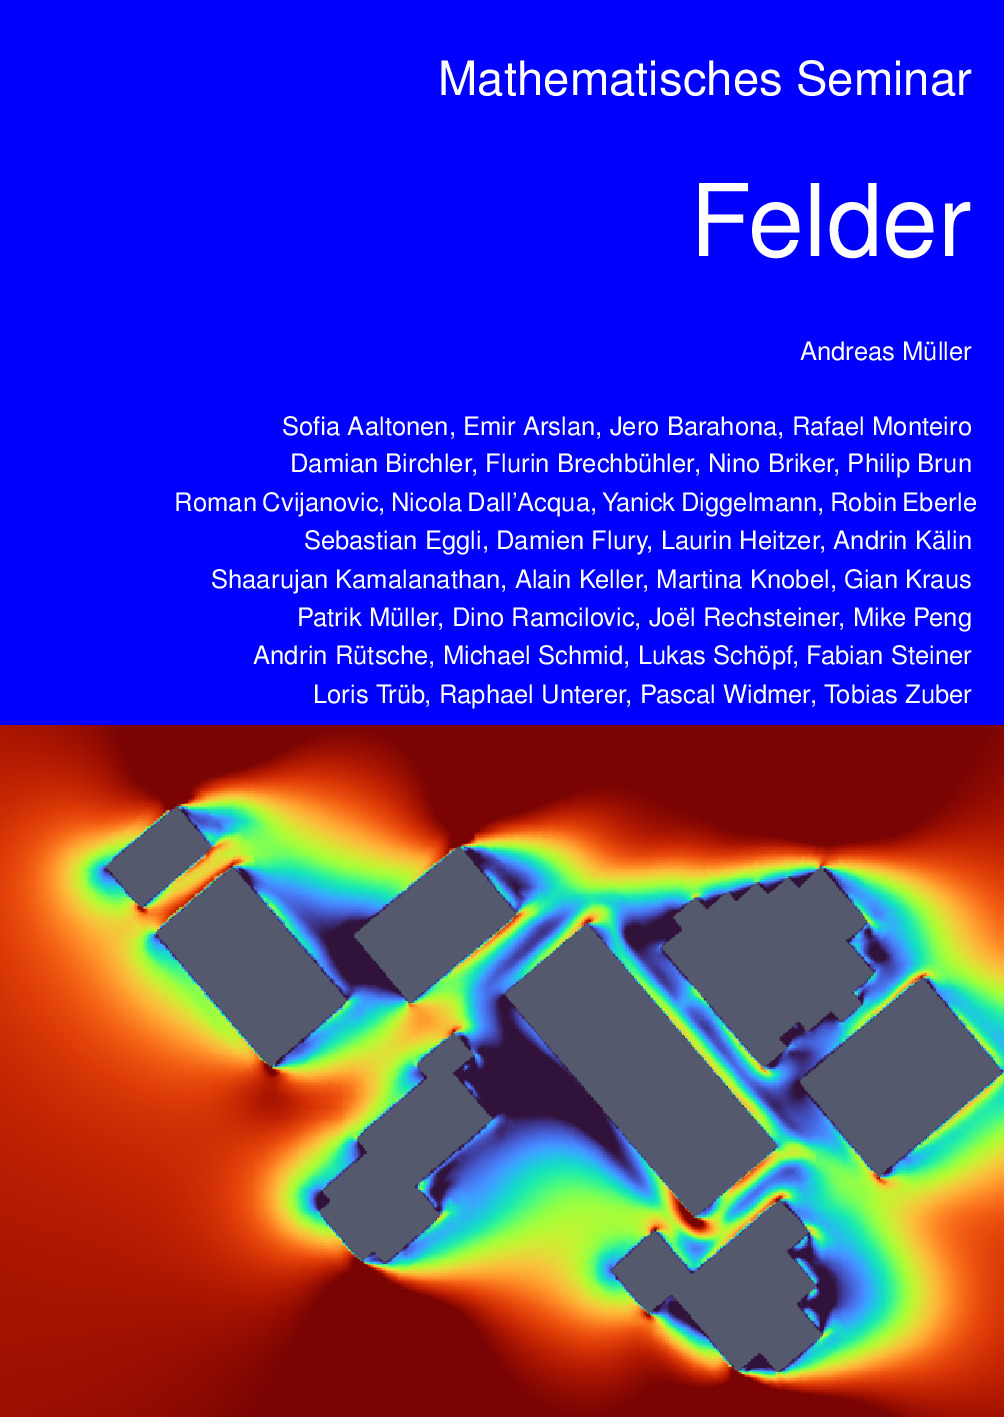 Mathematisches Seminar
Felder
Andreas Müller
Sofia Aaltonen, Emir Arslan, Jero Barahona, Rafael Monteiro
Damian Birchler, Flurin Brechbühler, Nino Briker, Philip Brun
Roman Cvijanovic, Nicola Dall'Acqua, Yanick Diggelmann, Robin Eberle
Sebastian Eggli, Damien Flury, Laurin Heitzer, Andrin Kälin
Shaarujan Kamalanathan, Alain Keller, Martina Knobel, Gian Kraus
Patrik Müller, Dino Ramcilovic, Joël Rechsteiner, Mike Peng
Andrin Rütsche, Michael Schmid, Lukas Schöpf, Fabian Steiner
Loris Trüb, Raphael Unterer, Pascal Widmer, Tobias Zuber